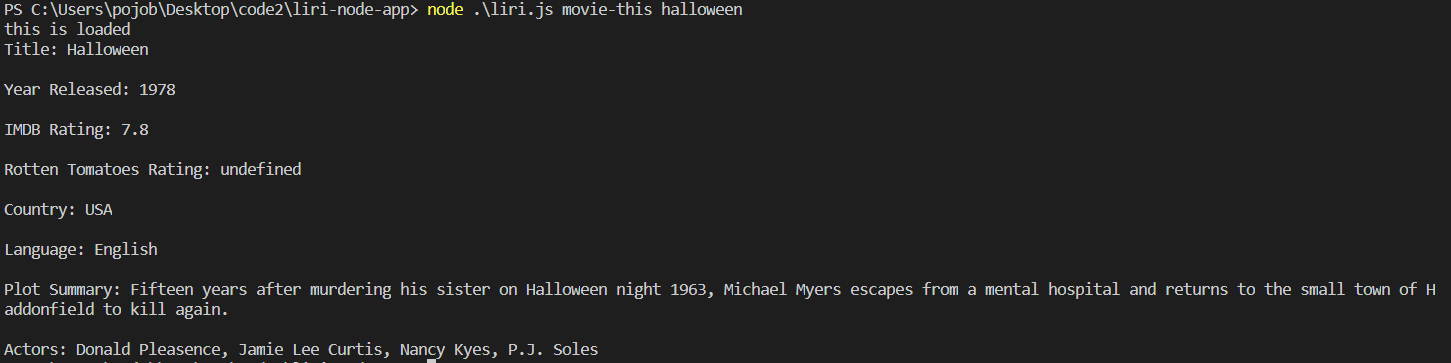 PS C:\Users\pojob\Desktop\code2\liri-node-app> node .\liri.js movie-this halloween
this is loaded
Title: Halloween
Year Released: 1978
IMDB Rating: 7.8
Rotten Tomatoes Rating: undefined
Country: USA
Language: English
Plot Summary: Fifteen years after murdering his sister on Halloween night 1963, Michael Myers escapes from a mental hospital and returns to the small town of H
addonfield to kill again.
Actors: Donald Pleasence, Jamie Lee Curtis, Nancy Kyes, P.J. Soles